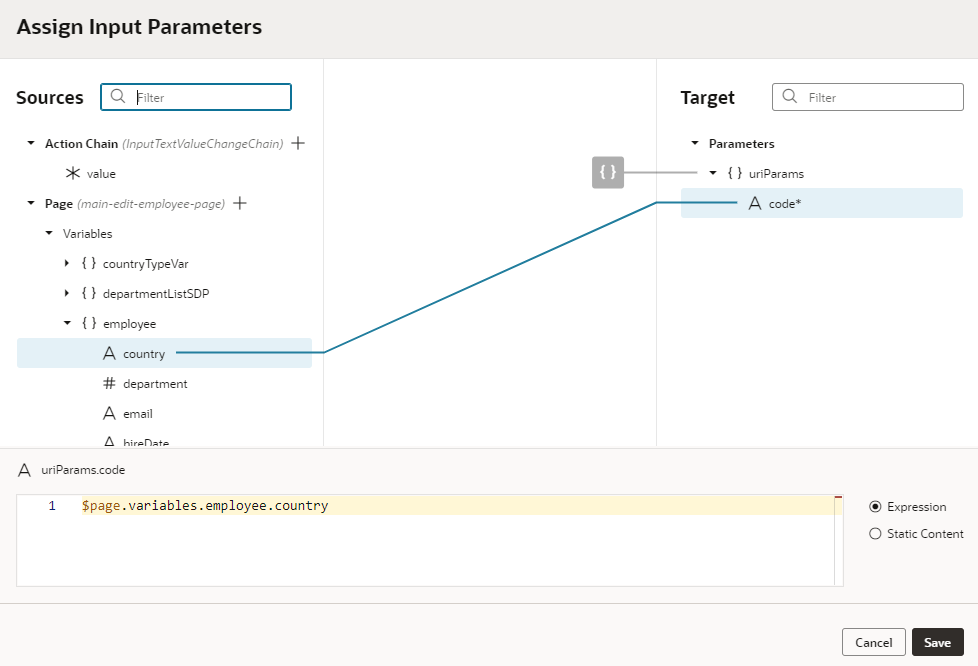 Assign Input Parameters
Sources
Filter
Action Chain (InputTextValueChangeChain)
value
Page (main-edit-employee-page)
Variables
{ } countryTypeVar
{ } departmentListSDP
{ } employee
A country
# department
A email
A hireDate
Target
Filter
Parameters
{ }
{ } uriParams
A code*
A uriParams.code
1 $page.variables.employee.country
Expression
Static Content
Cancel
Save